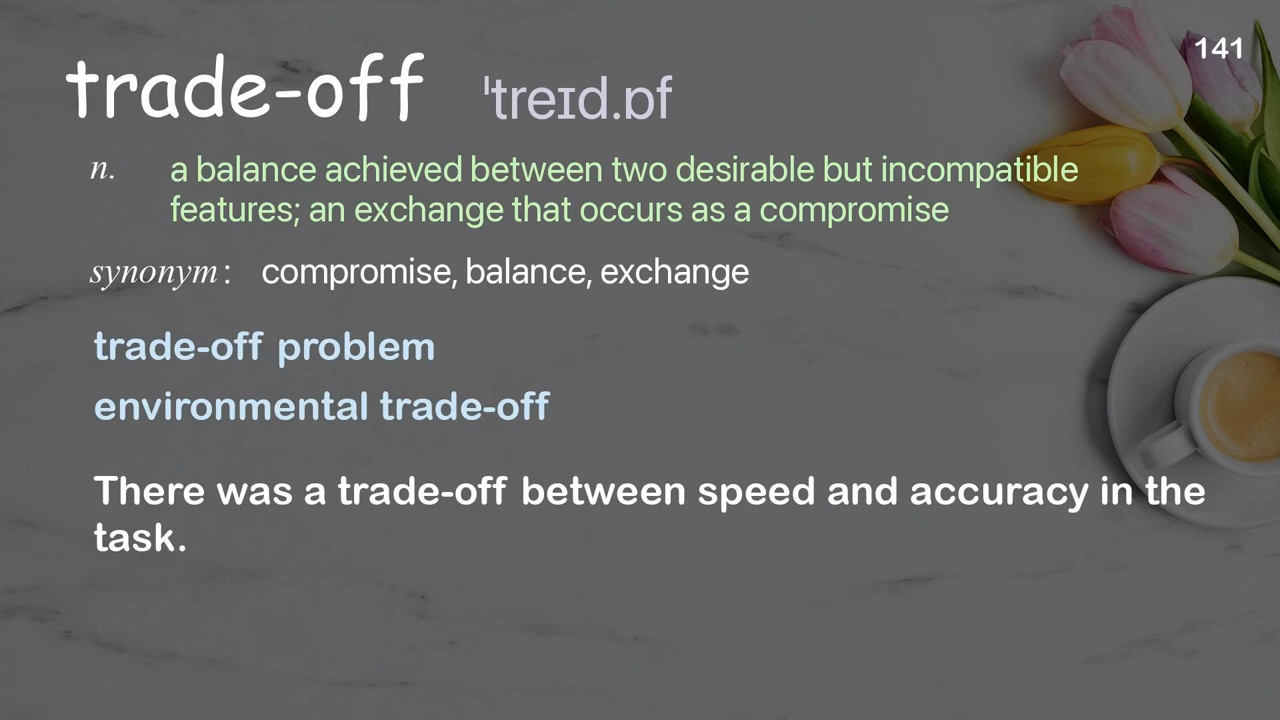 141
trade-off ˈtreɪd.ɒf
n. a balance achieved between two desirable but incompatible
features; an exchange that occurs as a compromise
synonym: compromise, balance, exchange
trade-off problem
environmental trade-off
There was a trade-off between speed and accuracy in the
task.